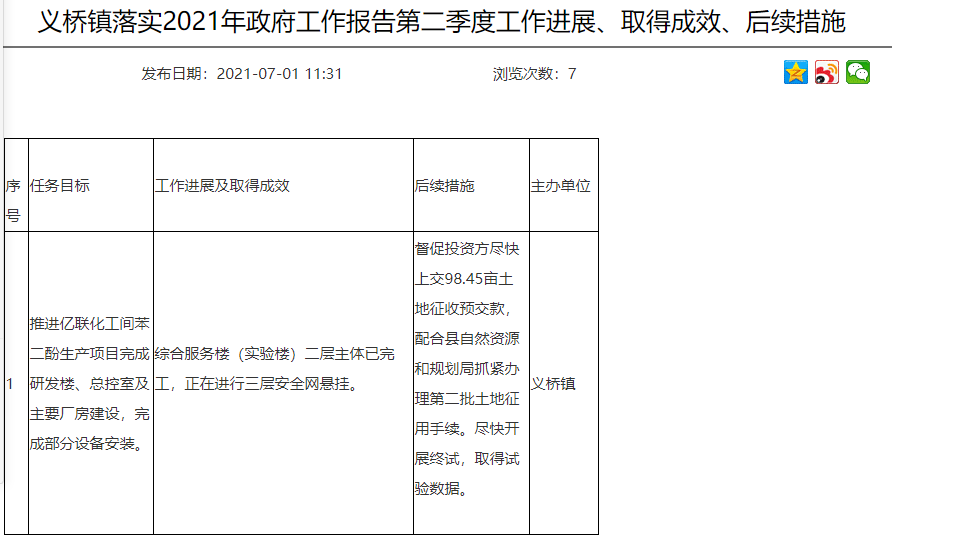 义桥镇落实2021年政府工作报告第二季度工作进展、取得成效、后续措施
发布日期：2021-07-01 11:31 浏览次数：7
序号 任务目标 工作进展及取得成效 后续措施 主办单位
1
推进亿联化工间苯
二酚生产项目完成
研发楼、总控室及
主要厂房建设，完
成部分设备安装。
综合服务楼（实验楼）二层主体已完
工，正在进行三层安全网悬挂。
督促投资方尽快
上交98.45亩土
地征收预交款，
配合县自然资源
和规划局抓紧办
理第二批土地征
用手续。尽快开
展终试，取得试
验数据。
义桥镇